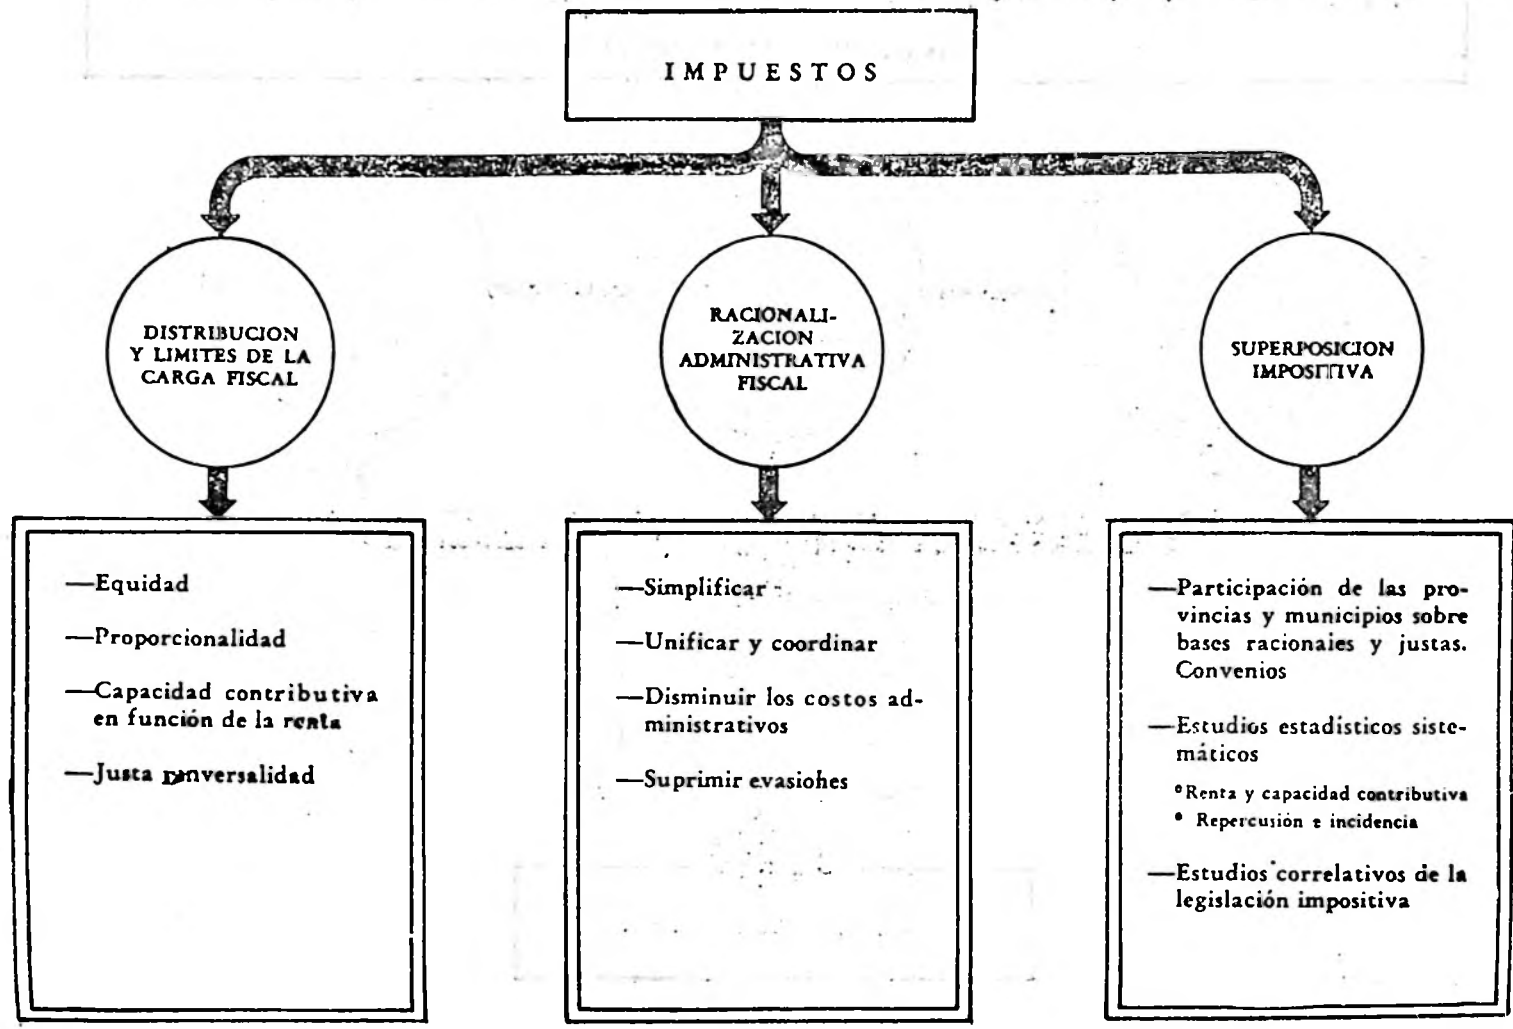 IMPUESTOS
DISTRIBUCION
Y LIMITES DE LA
CARGA FISCAL
RACIONALI-
ZACION
ADMINISTRATIVA
FISCAL
SUPERPOSICION
IMPOSITIVA
—Equidad
—Proporcionalidad
—Capacidad contributiva
en función de la renta
—Justa
—Simplificar
—Unificar y coordinar
—Disminuir los costos ad-
ministrativos
—Suprimir evasiones
—Participación de las pro-
vincias y municipios sobre
bases racionales y justas.
Convenios
—Estudios estadísticos siste-
máticos
° Renta y capacidad contributiva
• Repercusión e incidencia
—Estudios correlativos de la
legislación impositiva